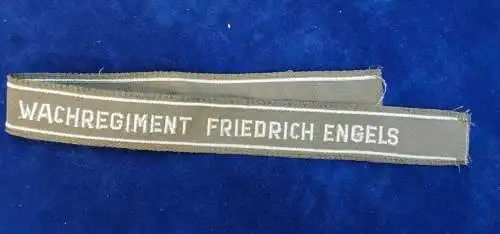 WACHREGIMENT FRIEDRICH ENGELS